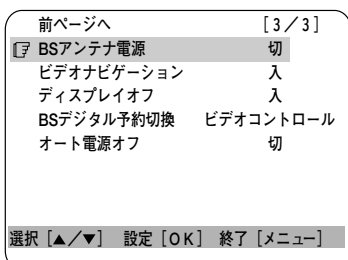 前ページへ [3／3]
☞ BSアンテナ電源 切
ビデオナビゲーション 入
ディスプレイオフ 入
BSデジタル予約切換 ビデオコントロール
オート電源オフ 切
選択［▲／▼］ 設定［OK］ 終了［メニュー］